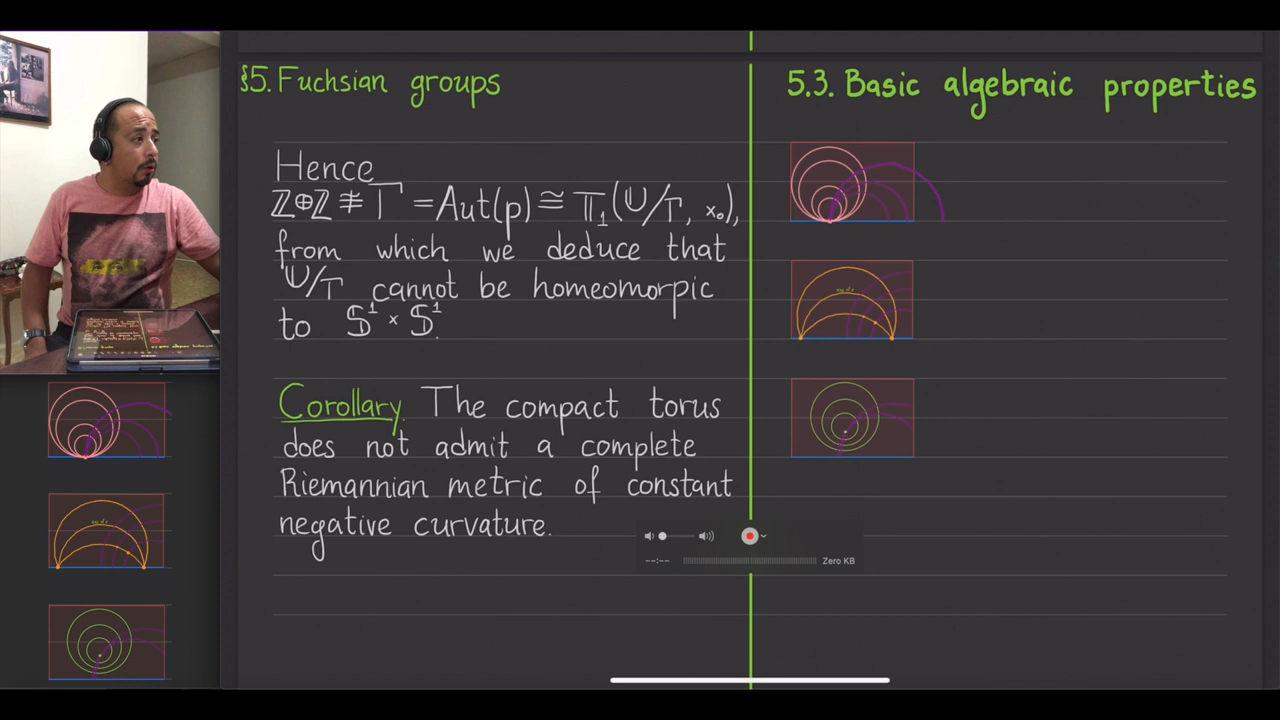 §5. Fuchsian groups
5.3. Basic algebraic properties
Hence
ℤ⊕ℤ ≇ Γ = Aut(p) ≅ π₁(U/Γ, x₀),
from which we deduce that
U/Γ cannot be homeomorpic
to 𝕊¹ × 𝕊¹.
Corollary. The compact torus
does not admit a complete
Riemannian metric of constant
negative curvature.
--:--
Zero KB